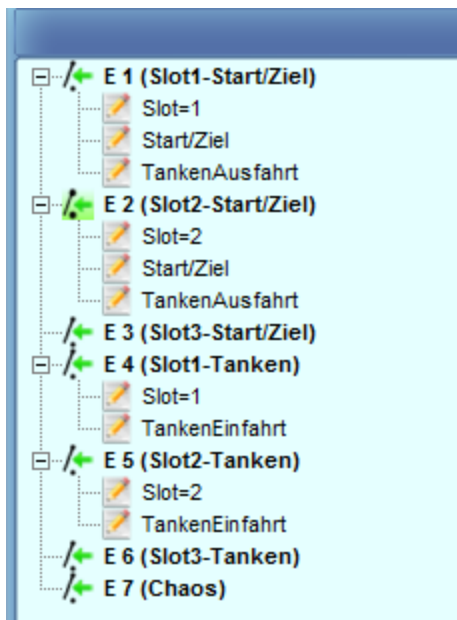 E 1 (Slot1-Start/Ziel)
Slot=1
Start/Ziel
TankenAusfahrt
E 2 (Slot2-Start/Ziel)
Slot=2
Start/Ziel
TankenAusfahrt
E 3 (Slot3-Start/Ziel)
E 4 (Slot1-Tanken)
Slot=1
TankenEinfahrt
E 5 (Slot2-Tanken)
Slot=2
TankenEinfahrt
E 6 (Slot3-Tanken)
E 7 (Chaos)